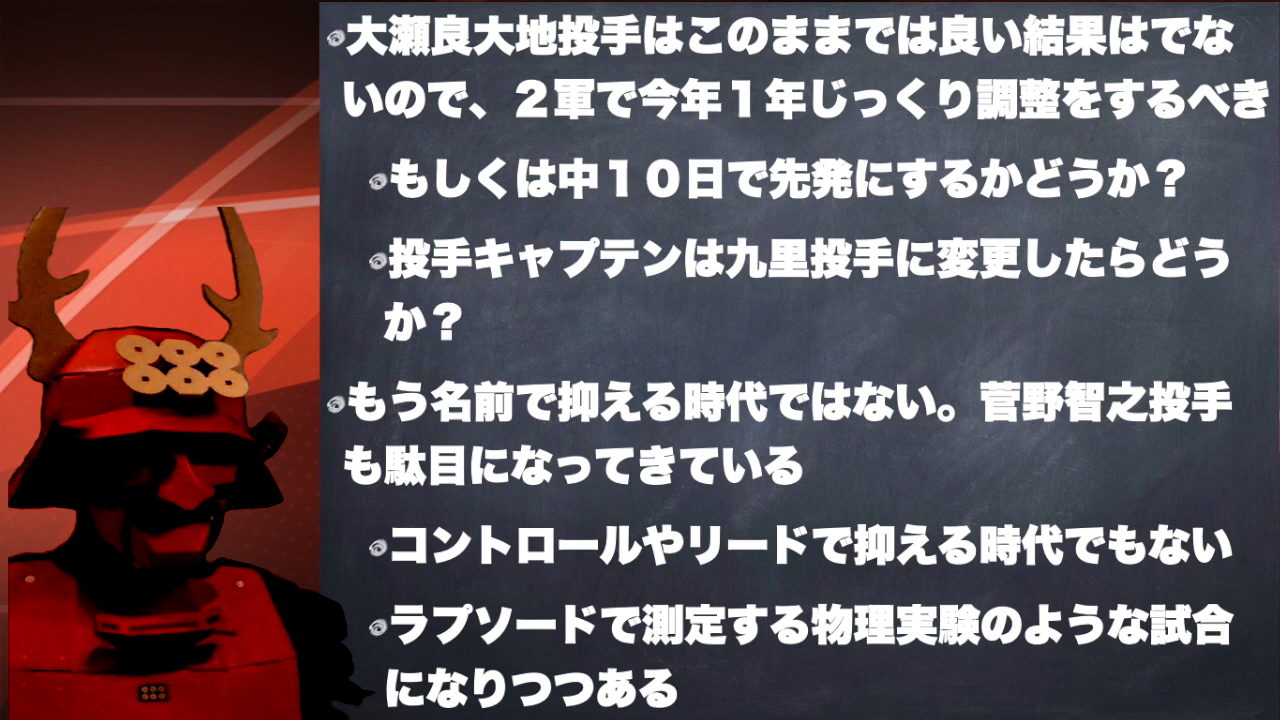 大瀬良大地投手はこのままでは良い結果はでな
いので、２軍で今年１年じっくり調整をするべき
もしくは中１０日で先発にするかどうか？
投手キャプテンは九里投手に変更したらどう
か？
もう名前で抑える時代ではない。菅野智之投手
も駄目になってきている
コントロールやリードで抑える時代でもない
ラプソードで測定する物理実験のような試合
になりつつある